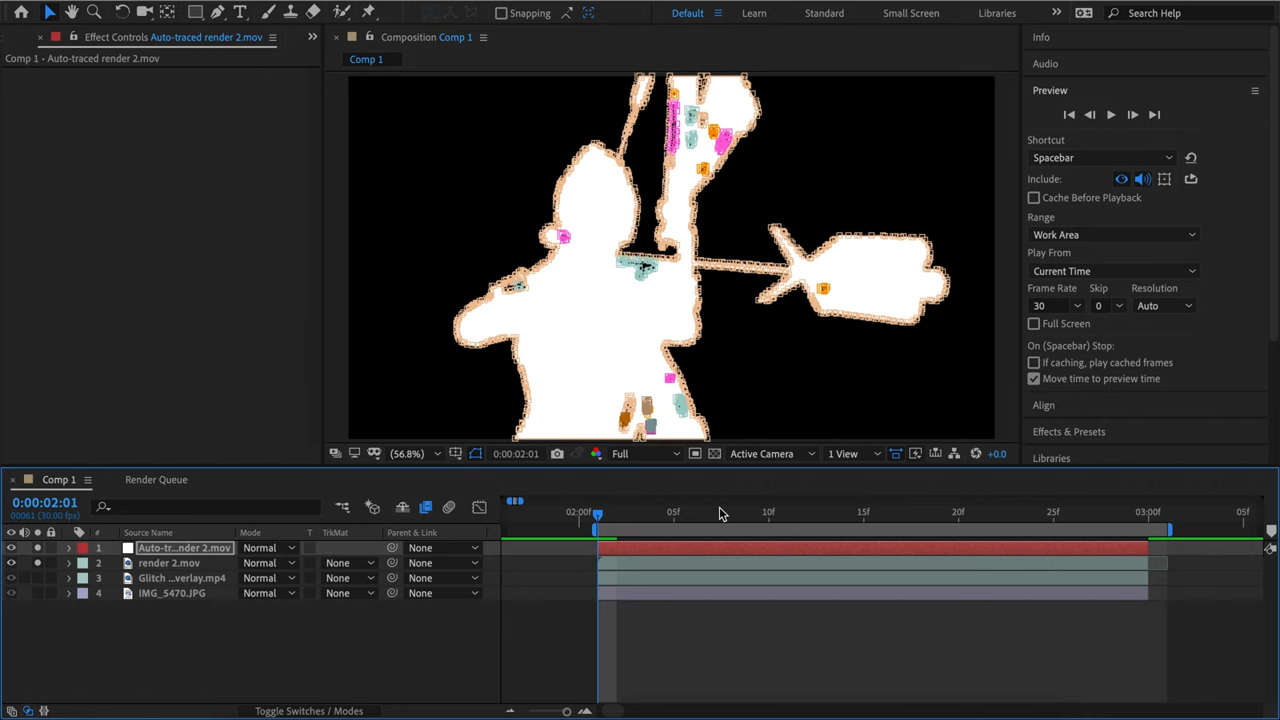 Snapping Default Learn Standard Small Screen Libraries Search Help
Effect Controls Auto-traced render 2.mov
Composition Comp 1
Info
Comp 1 • Auto-traced render 2.mov
Comp 1
Audio
Preview
Shortcut
Spacebar
Include:
Cache Before Playback
Range
Work Area
Play From
Current Time
Frame Rate Skip Resolution
30 0 Auto
Full Screen
On (Spacebar) Stop:
If caching, play cached frames
Move time to preview time
Align
Effects & Presets
Libraries
(56.8%) 0:00:02:01 Full Active Camera 1 View +0.0
Comp 1 Render Queue
0:00:02:01
00061 (30.00 fps)
02:00f 05f 10f 15f 20f 25f 03:00f 05f
# Source Name Mode T TrkMat Parent & Link
1 Auto-tr...nder 2.mov Normal None
2 render 2.mov Normal None None
3 Glitch ...verlay.mp4 Normal None None
4 IMG_5470.JPG Normal None None
Toggle Switches / Modes